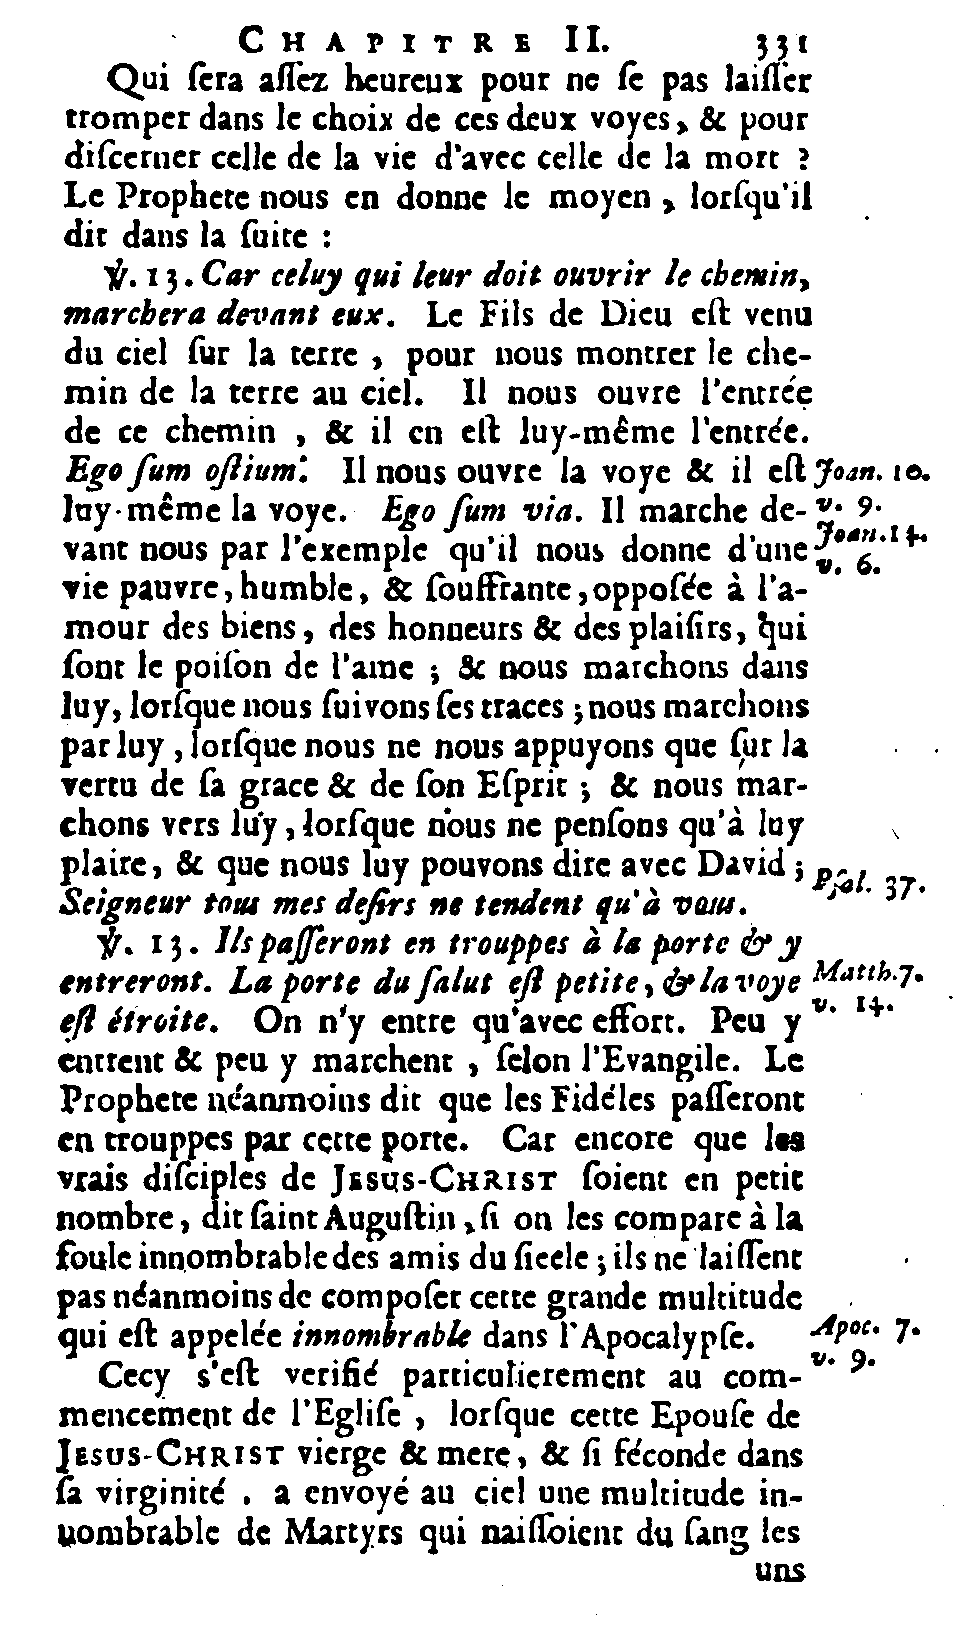 CHAPITRE II. 331
Qui ſera aſſez heureux pour ne ſe pas laiſſer
tromper dans le choix de ces deux voyes, & pour
diſcerner celle de la vie d'avec celle de la mort ?
Le Prophete nous en donne le moyen, lorſqu'il
dit dans la ſuite :
℣. 13. Car celuy qui leur doit ouvrir le chemin,
marchera devant eux. Le Fils de Dieu eſt venu
du ciel ſur la terre, pour nous montrer le che-
min de la terre au ciel. Il nous ouvre l'entrée
de ce chemin, & il en eſt luy-même l'entrée.
Ego ſum oſtium. Il nous ouvre la voye & il eſt Joan. 10.
luy-même la voye. Ego ſum via. Il marche de- v. 9.
vant nous par l'exemple qu'il nous donne d'une Joan. 14.
v. 6.
vie pauvre, humble, & ſouffrante, oppoſée à l'a-
mour des biens, des honneurs & des plaiſirs, qui
ſont le poiſon de l'ame ; & nous marchons dans
luy, lorſque nous ſuivons ſes traces ; nous marchons
par luy, lorſque nous ne nous appuyons que ſur la
vertu de ſa grace & de ſon Eſprit ; & nous mar-
chons vers luy, lorſque nous ne penſons qu'à luy
plaire, & que nous luy pouvons dire avec David ; Pſal. 37.
Seigneur tous mes deſirs ne tendent qu'à vous.
℣. 13. Ils paſſeront en trouppes à la porte & y
entreront. La porte du ſalut eſt petite, & la voye Matth. 7.
eſt étroite. On n'y entre qu'avec effort. Peu y v. 14.
entrent & peu y marchent, ſelon l'Evangile. Le
Prophete néanmoins dit que les Fidéles paſſeront
en trouppes par cette porte. Car encore que les
vrais diſciples de JESUS-CHRIST ſoient en petit
nombre, dit ſaint Auguſtin, ſi on les compare à la
foule innombrable des amis du ſiecle ; ils ne laiſſent
pas néanmoins de compoſer cette grande multitude
qui eſt appelée innombrable dans l'Apocalypſe. Apoc. 7.
v. 9.
Cecy s'eſt verifié particulierement au com-
mencement de l'Egliſe, lorſque cette Epouſe de
JESUS-CHRIST vierge & mere, & ſi féconde dans
ſa virginité, a envoyé au ciel une multitude in-
nombrable de Martyrs qui naiſſoient du ſang les
uns